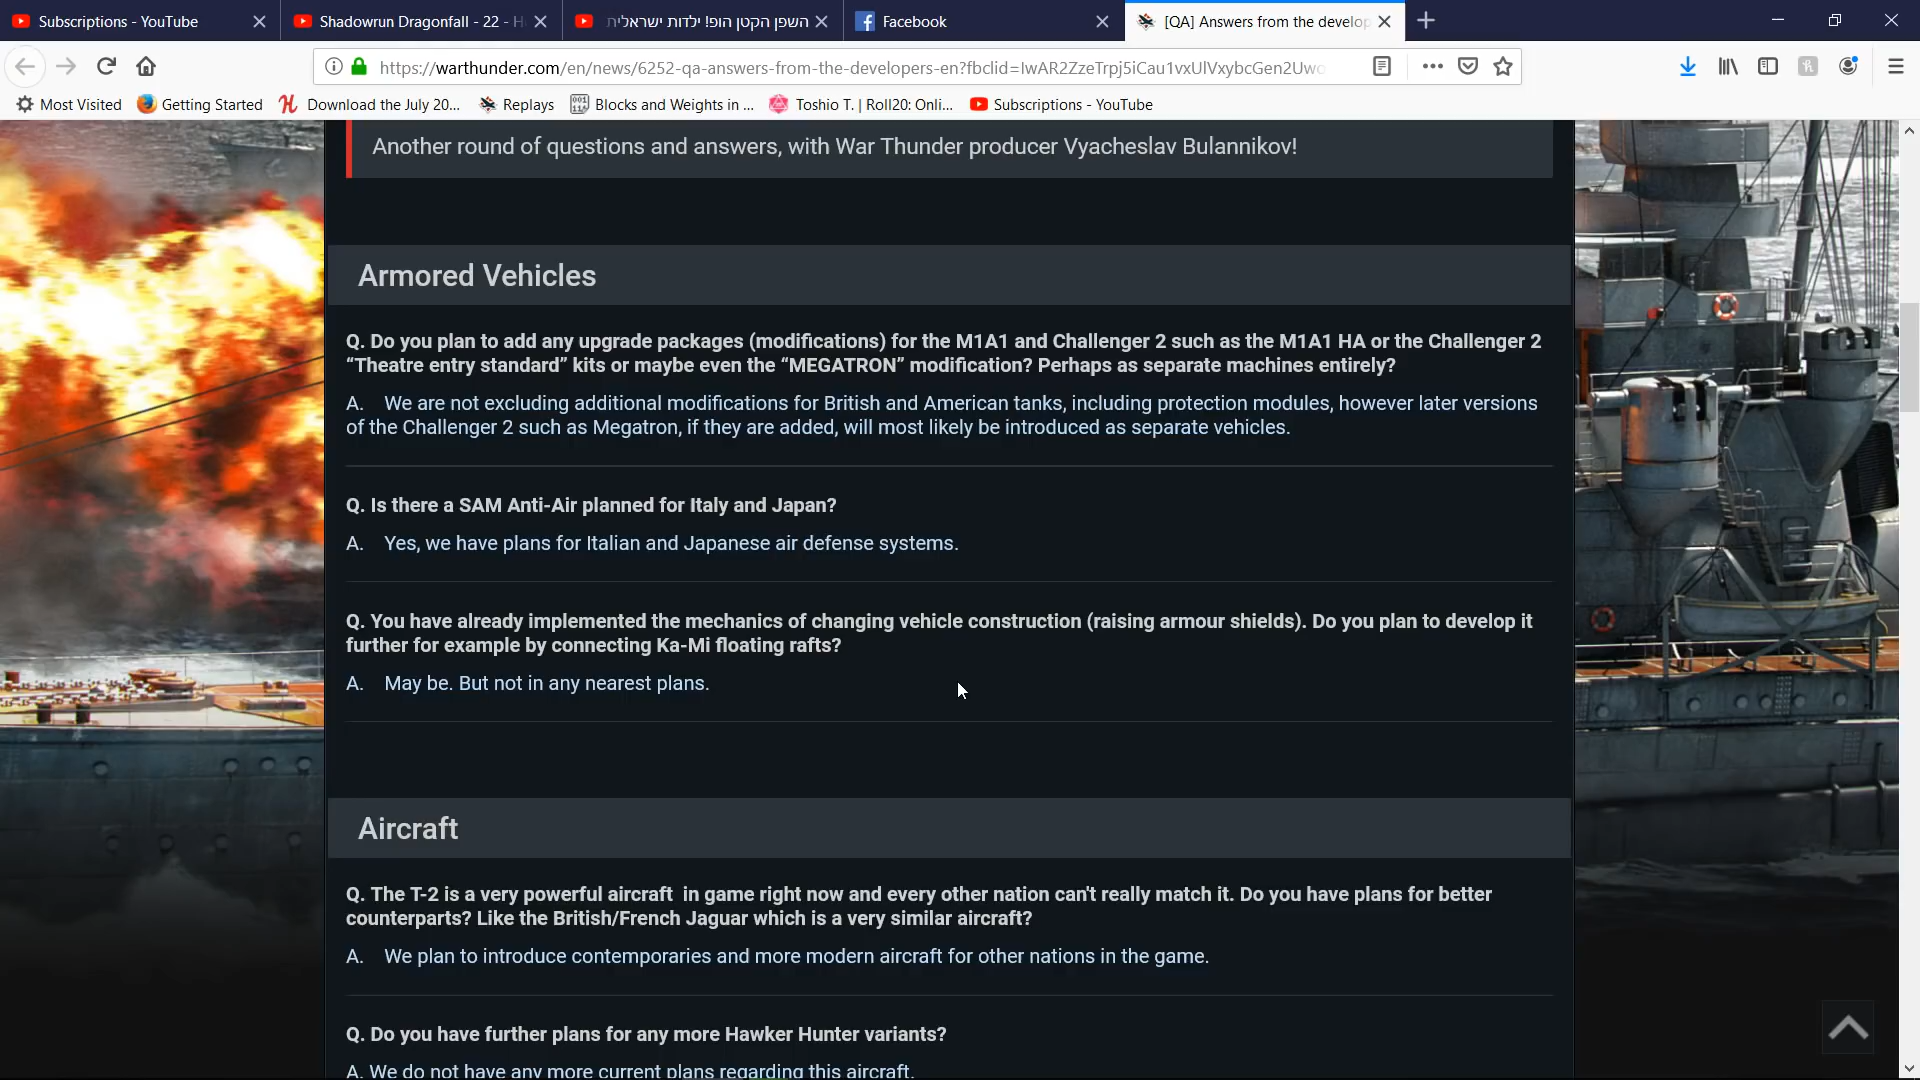 Subscriptions - YouTube
Shadowrun Dragonfall - 22 - H
השפן הקטן הופ! ילדות ישראלית
Facebook
[QA] Answers from the develop
https://warthunder.com/en/news/6252-qa-answers-from-the-developers-en?fbclid=IwAR2ZzeTrpj5iCau1vxUlVxybcGen2Uwc
Most Visited
Getting Started
Download the July 20...
Replays
Blocks and Weights in ...
Toshio T. | Roll20: Onli...
Subscriptions - YouTube
Another round of questions and answers, with War Thunder producer Vyacheslav Bulannikov!
Armored Vehicles
Q. Do you plan to add any upgrade packages (modifications) for the M1A1 and Challenger 2 such as the M1A1 HA or the Challenger 2
“Theatre entry standard” kits or maybe even the “MEGATRON” modification? Perhaps as separate machines entirely?
A. We are not excluding additional modifications for British and American tanks, including protection modules, however later versions
of the Challenger 2 such as Megatron, if they are added, will most likely be introduced as separate vehicles.
Q. Is there a SAM Anti-Air planned for Italy and Japan?
A. Yes, we have plans for Italian and Japanese air defense systems.
Q. You have already implemented the mechanics of changing vehicle construction (raising armour shields). Do you plan to develop it
further for example by connecting Ka-Mi floating rafts?
A. May be. But not in any nearest plans.
Aircraft
Q. The T-2 is a very powerful aircraft in game right now and every other nation can't really match it. Do you have plans for better
counterparts? Like the British/French Jaguar which is a very similar aircraft?
A. We plan to introduce contemporaries and more modern aircraft for other nations in the game.
Q. Do you have further plans for any more Hawker Hunter variants?
A. We do not have any more current plans regarding this aircraft.